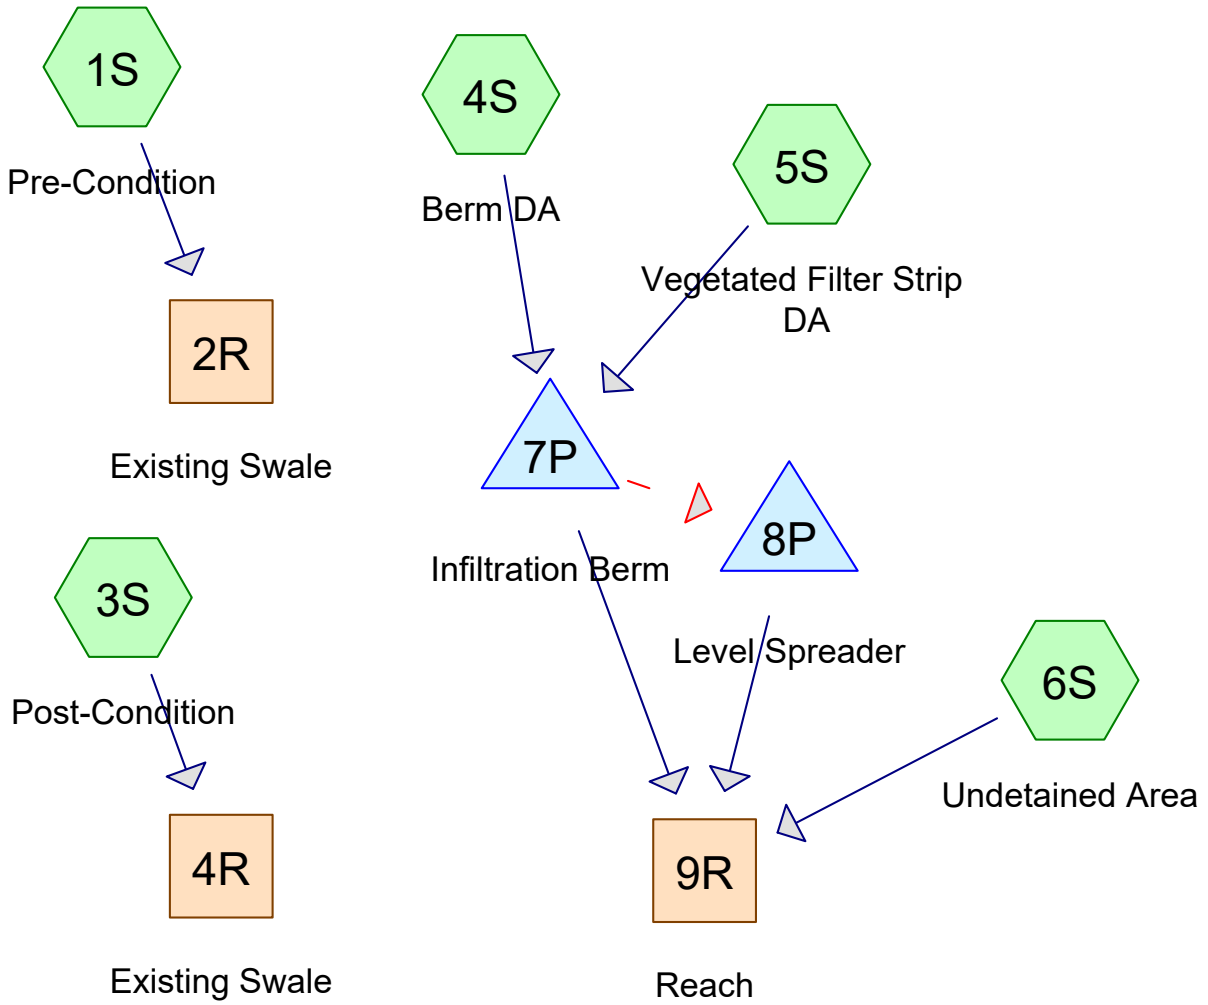 1S
Pre-Condition
2R
Existing Swale
3S
Post-Condition
4R
Existing Swale
4S
Berm DA
5S
Vegetated Filter Strip
DA
7P
Infiltration Berm
8P
Level Spreader
6S
Undetained Area
9R
Reach